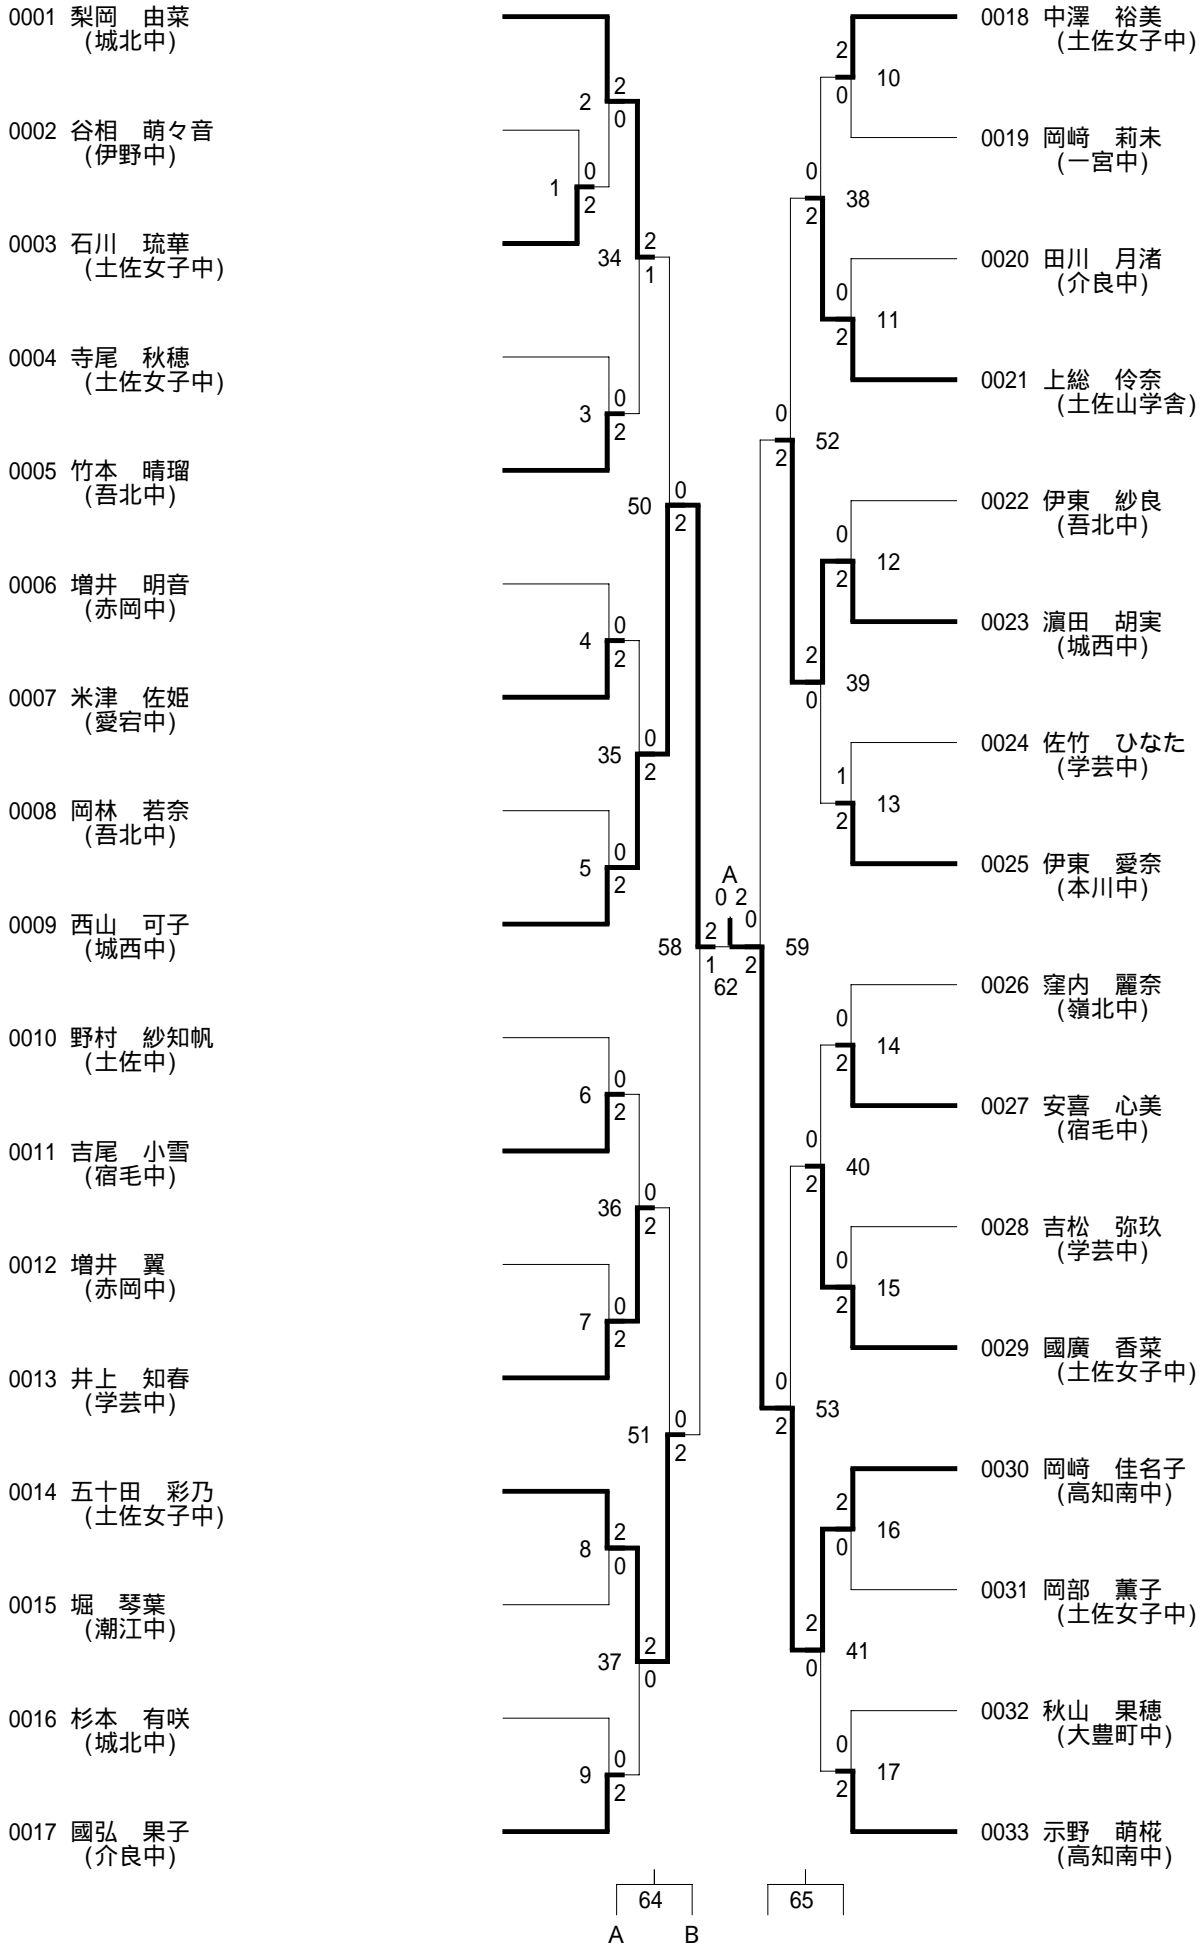 0001 梨岡　由菜
(城北中)
0002 谷相　萌々音
(伊野中)
0003 石川　琉華
(土佐女子中)
0004 寺尾　秋穂
(土佐女子中)
0005 竹本　晴瑠
(吾北中)
0006 増井　明音
(赤岡中)
0007 米津　佐姫
(愛宕中)
0008 岡林　若奈
(吾北中)
0009 西山　可子
(城西中)
0010 野村　紗知帆
(土佐中)
0011 吉尾　小雪
(宿毛中)
0012 増井　翼
(赤岡中)
0013 井上　知春
(学芸中)
0014 五十田　彩乃
(土佐女子中)
0015 堀　琴葉
(潮江中)
0016 杉本　有咲
(城北中)
0017 國弘　果子
(介良中)
2
2
0
0
1
2
2
34
1
0
3
2
0
50
2
0
4
2
0
35
2
0
5
2
2
58
1
0
6
2
0
36
2
0
7
2
0
51
2
2
8
0
2
37
0
0
9
2
A
0 2
62
0
59
2
2
10
0
0
38
2
0
11
2
0
52
2
0
12
2
2
39
0
1
13
2
0
14
2
0
40
2
0
15
2
0
53
2
2
16
0
2
41
0
0
17
2
0018 中澤　裕美
(土佐女子中)
0019 岡﨑　莉未
(一宮中)
0020 田川　月渚
(介良中)
0021 上総　伶奈
(土佐山学舎)
0022 伊東　紗良
(吾北中)
0023 濵田　胡実
(城西中)
0024 佐竹　ひなた
(学芸中)
0025 伊東　愛奈
(本川中)
0026 窪内　麗奈
(嶺北中)
0027 安喜　心美
(宿毛中)
0028 吉松　弥玖
(学芸中)
0029 國廣　香菜
(土佐女子中)
0030 岡﨑　佳名子
(高知南中)
0031 岡部　薫子
(土佐女子中)
0032 秋山　果穂
(大豊町中)
0033 示野　萌椛
(高知南中)
64
A B
65